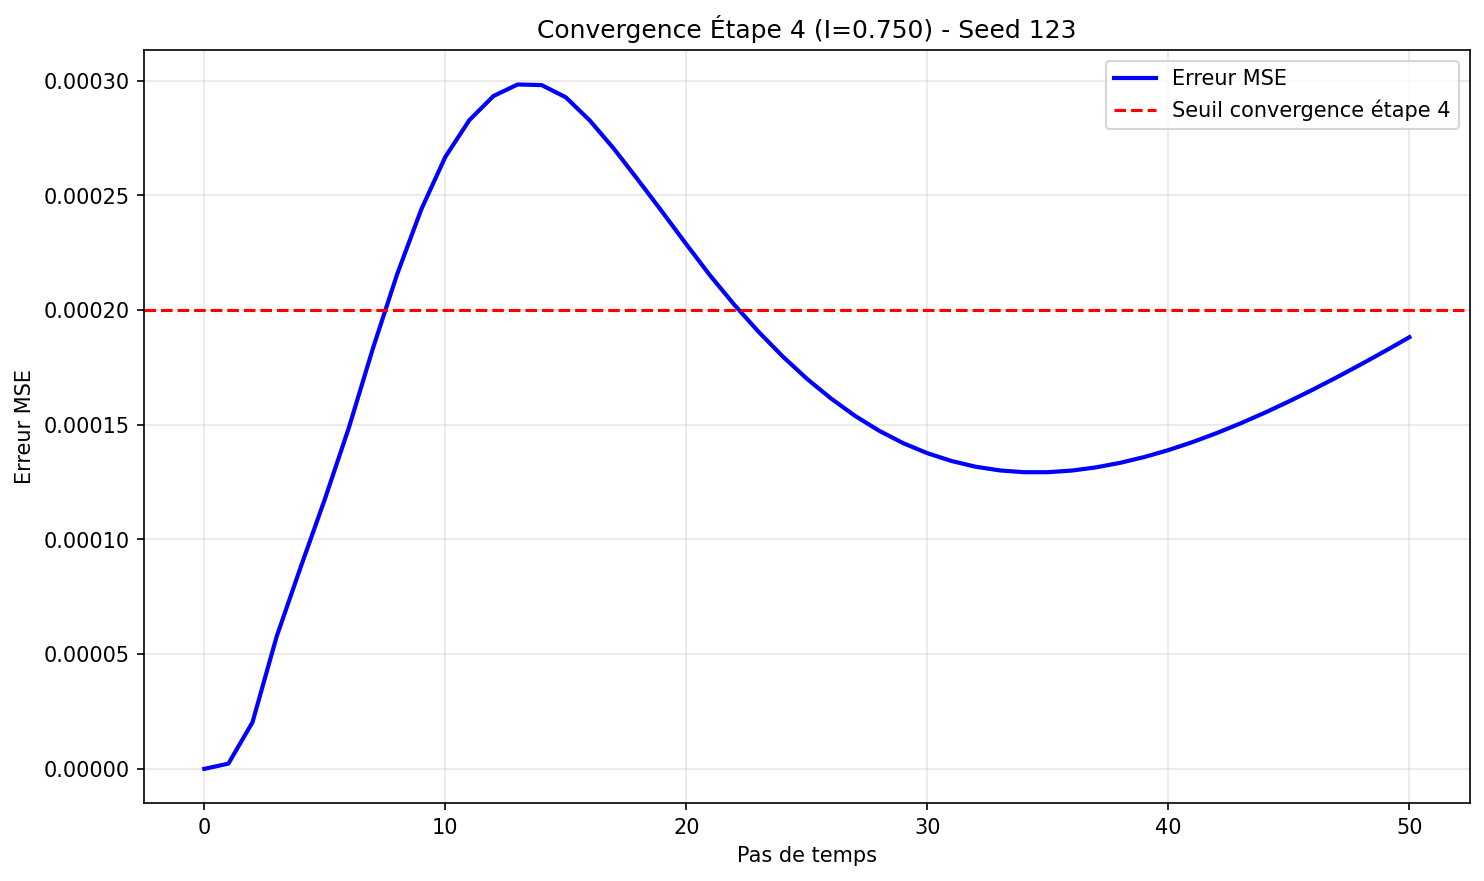 Convergence Étape 4 (I=0.750) - Seed 123
Erreur MSE
Seuil convergence étape 4
Erreur MSE
0.00030
0.00025
0.00020
0.00015
0.00010
0.00005
0.00000
0 10 20 30 40 50
Pas de temps